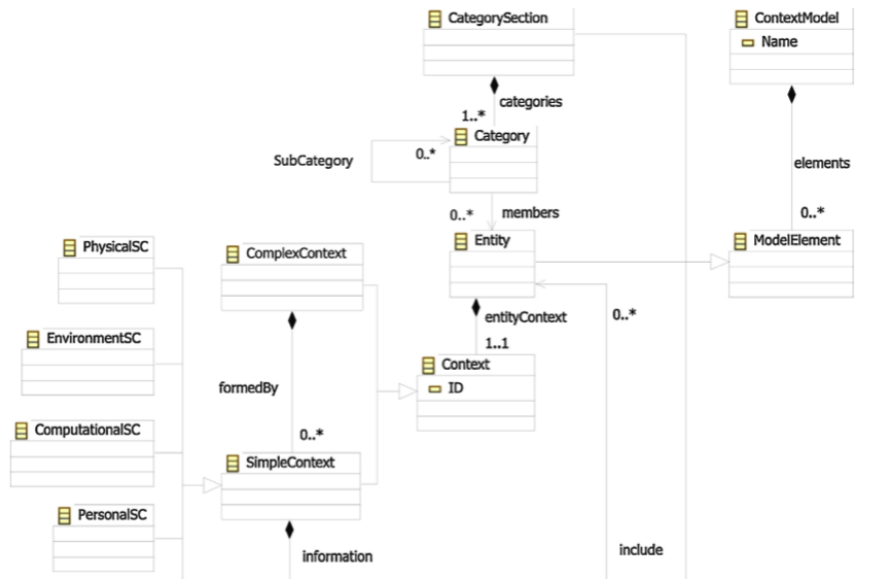 CategorySection
ContextModel
Name
categories
1..*
Category
SubCategory
0..*
elements
0..*
members
0..*
PhysicalSC
ComplexContext
Entity
ModelElement
entityContext
0..*
EnvironmentSC
1..1
Context
formedBy
ID
ComputationalSC
0..*
SimpleContext
PersonalSC
information
include